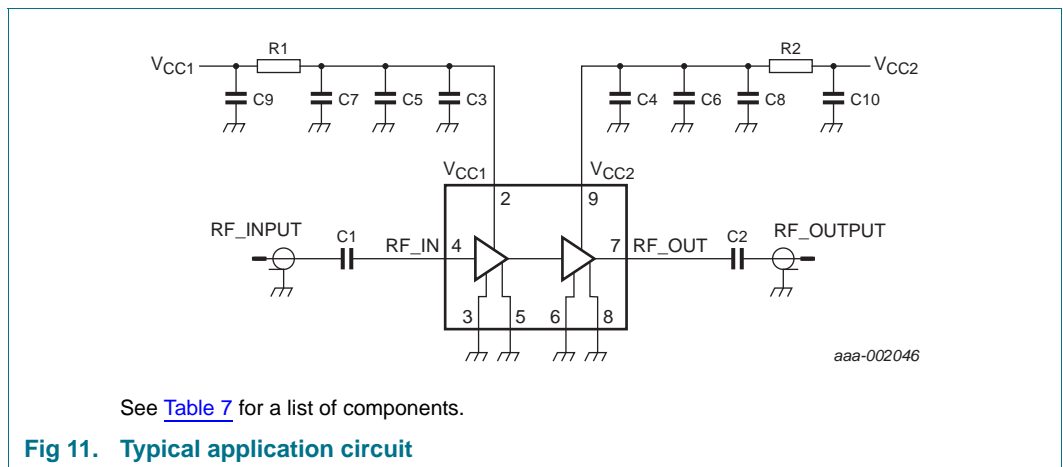 R1 R2
VCC1 VCC2
C9 C7 C5 C3 C4 C6 C8 C10
VCC1 VCC2
2 9
RF_INPUT C1 RF_IN 4 7 RF_OUT C2 RF_OUTPUT
3 5 6 8
aaa-002046
See Table 7 for a list of components.
Fig 11. Typical application circuit